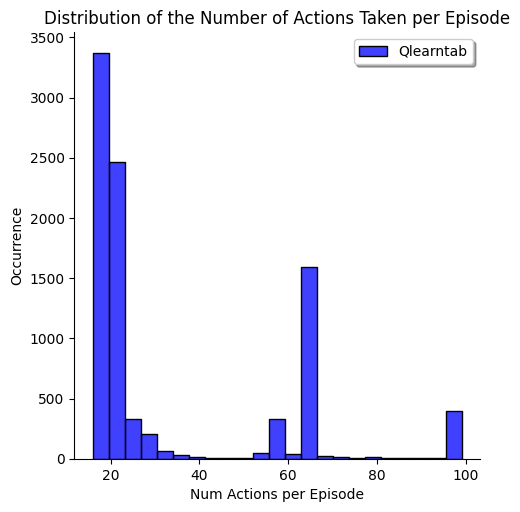 Distribution of the Number of Actions Taken per Episode
Qlearntab
Occurrence
3500
3000
2500
2000
1500
1000
500
0
20 40 60 80 100
Num Actions per Episode